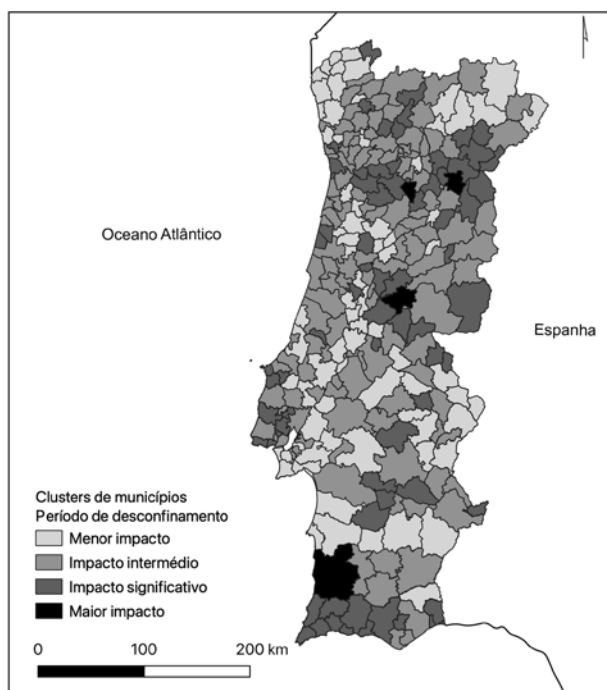 Oceano Atlântico
Espanha
Clusters de municípios
Período de desconfinamento
Menor impacto
Impacto intermédio
Impacto significativo
Maior impacto
0 100 200 km